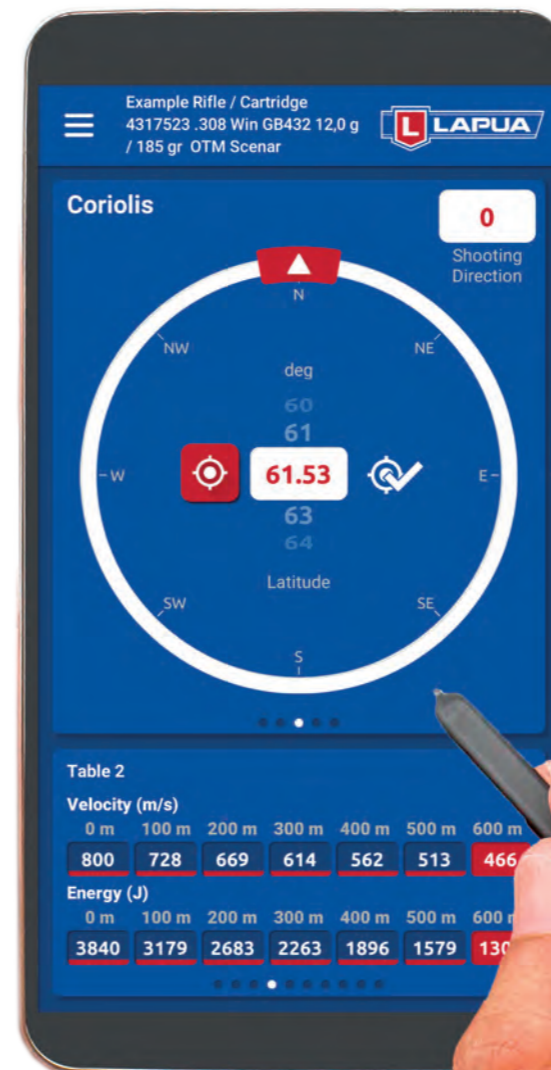 Example Rifle / Cartridge
4317523 .308 Win GB432 12,0 g
/ 185 gr OTM Scenar
L LAPUA
Coriolis
0
Shooting
Direction
N
NW
NE
deg
60
61
W
61.53
E
63
64
Latitude
SW
SE
S
Table 2
Velocity (m/s)
0 m 100 m 200 m 300 m 400 m 500 m 600 m
800 728 669 614 562 513 466
Energy (J)
0 m 100 m 200 m 300 m 400 m 500 m 600
3840 3179 2683 2263 1896 1579